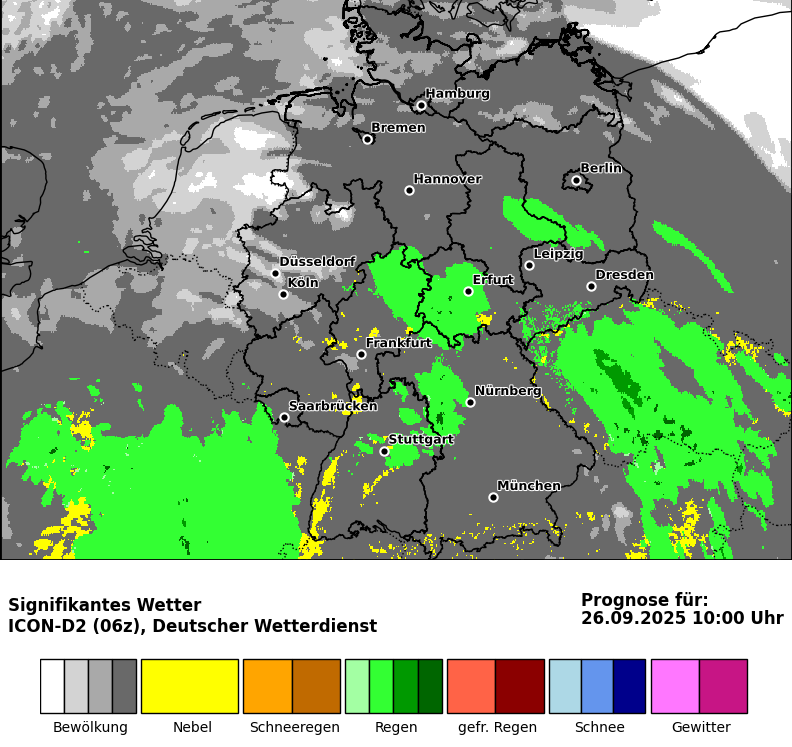 Hamburg
Bremen
Berlin
Hannover
Leipzig
Düsseldorf
Dresden
Köln
Erfurt
Frankfurt
Nürnberg
Saarbrücken
Stuttgart
München
Signifikantes Wetter
ICON-D2 (06z), Deutscher Wetterdienst
Prognose für:
26.09.2025 10:00 Uhr
Bewölkung Nebel Schneeregen Regen gefr. Regen Schnee Gewitter